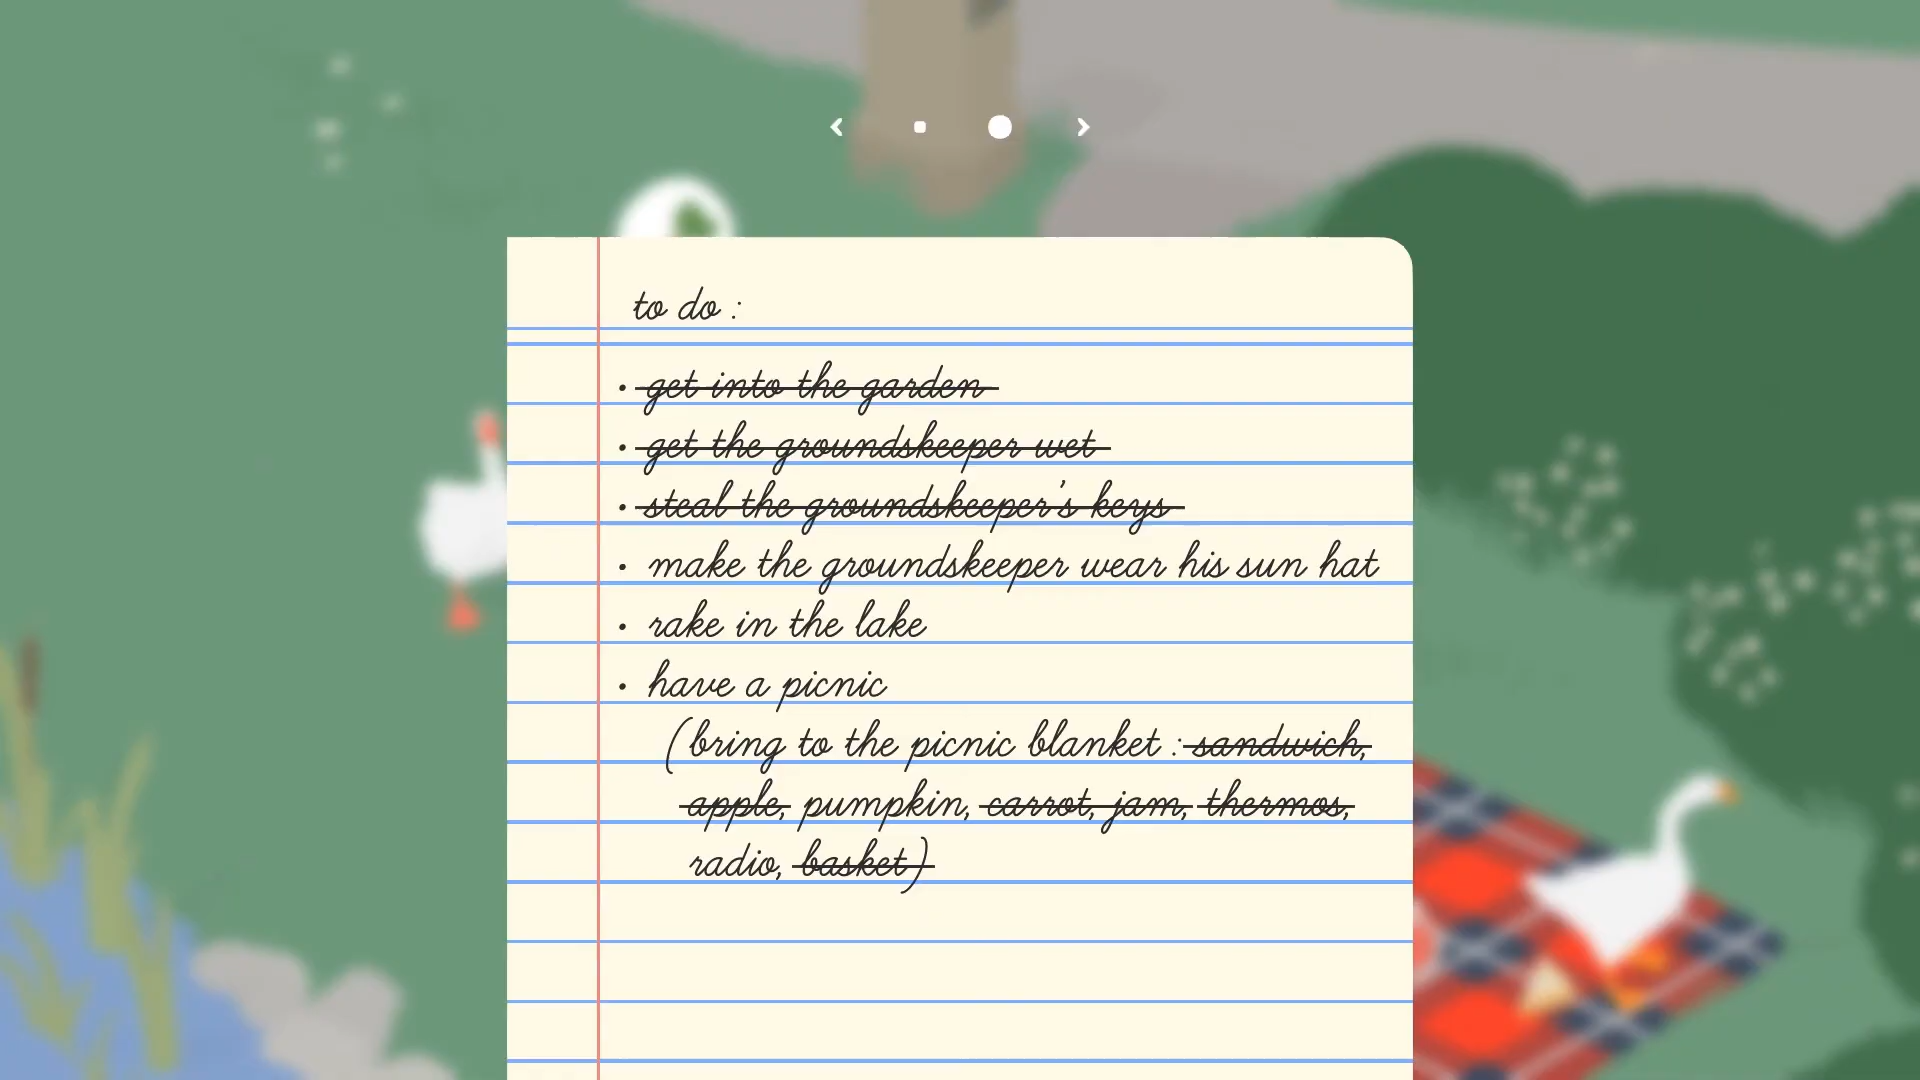 to do :
• get into the garden
• get the groundskeeper wet
• steal the groundskeeper's keys
• make the groundskeeper wear his sun hat
• rake in the lake
• have a picnic
(bring to the picnic blanket : sandwich,
apple, pumpkin, carrot, jam, thermos,
radio, basket)